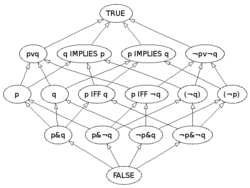 TRUE
pvq q IMPLIES p p IMPLIES q ¬pv¬q
p q p IFF q p IFF ¬q (¬q) (¬p)
p&q p&¬q ¬p&q ¬p&¬q
FALSE